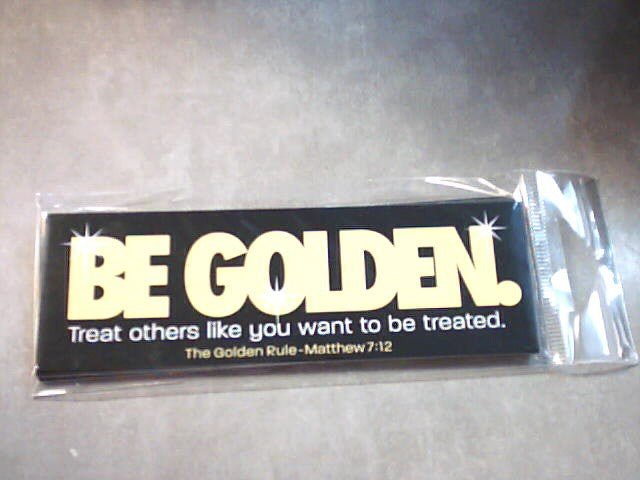 BE GOLDEN.
Treat others like you want to be treated.
The Golden Rule-Matthew 7:12